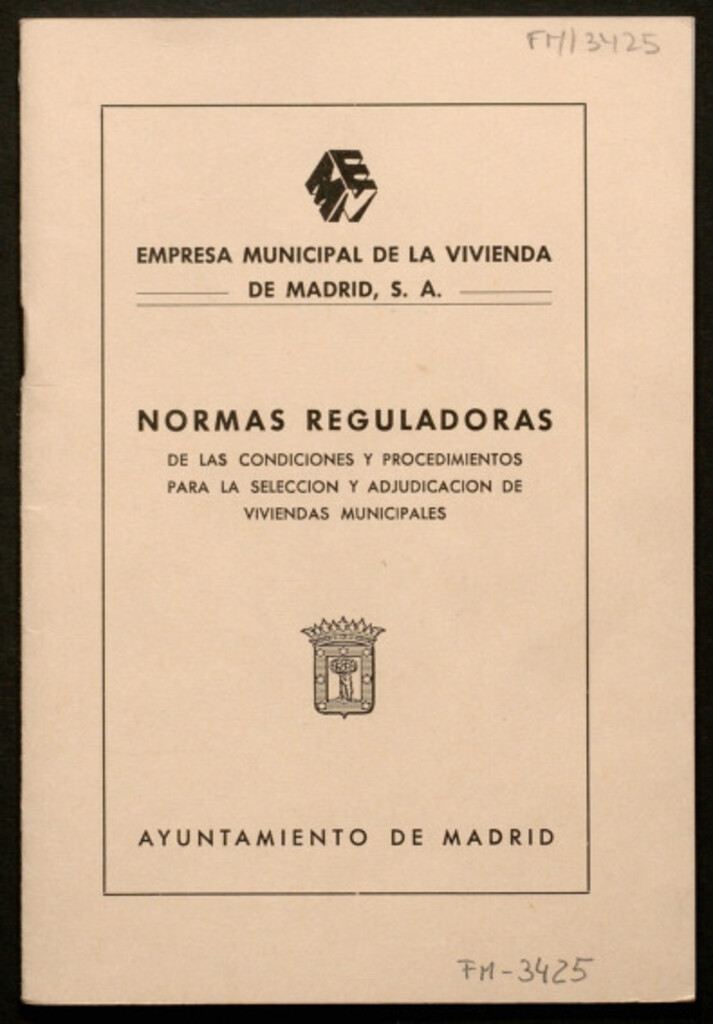 FM/3425
EMV
EMPRESA MUNICIPAL DE LA VIVIENDA
DE MADRID, S. A.
NORMAS REGULADORAS
DE LAS CONDICIONES Y PROCEDIMIENTOS
PARA LA SELECCION Y ADJUDICACION DE
VIVIENDAS MUNICIPALES
AYUNTAMIENTO DE MADRID
FM-3425